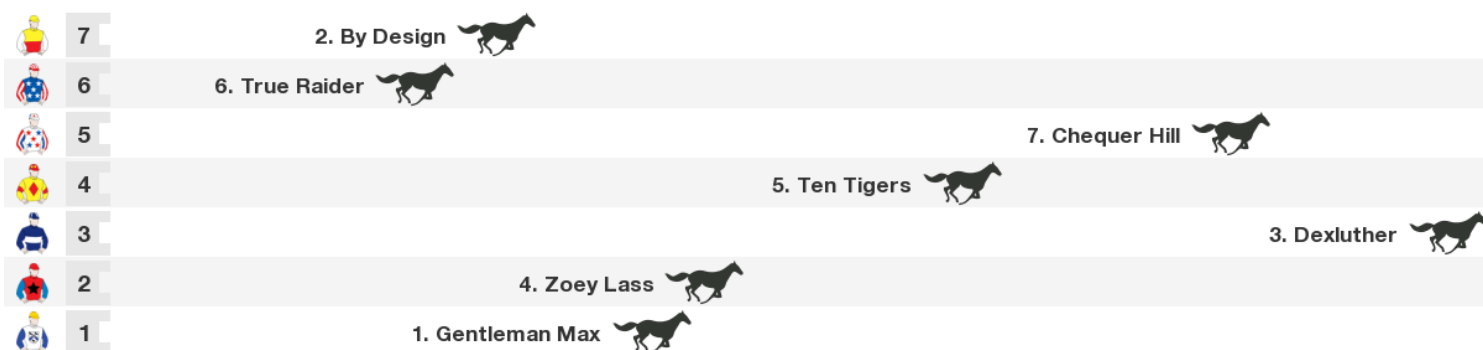 7 2. By Design
6 6. True Raider
5 7. Chequer Hill
4 5. Ten Tigers
3 3. Dexluther
2 4. Zoey Lass
1 1. Gentleman Max